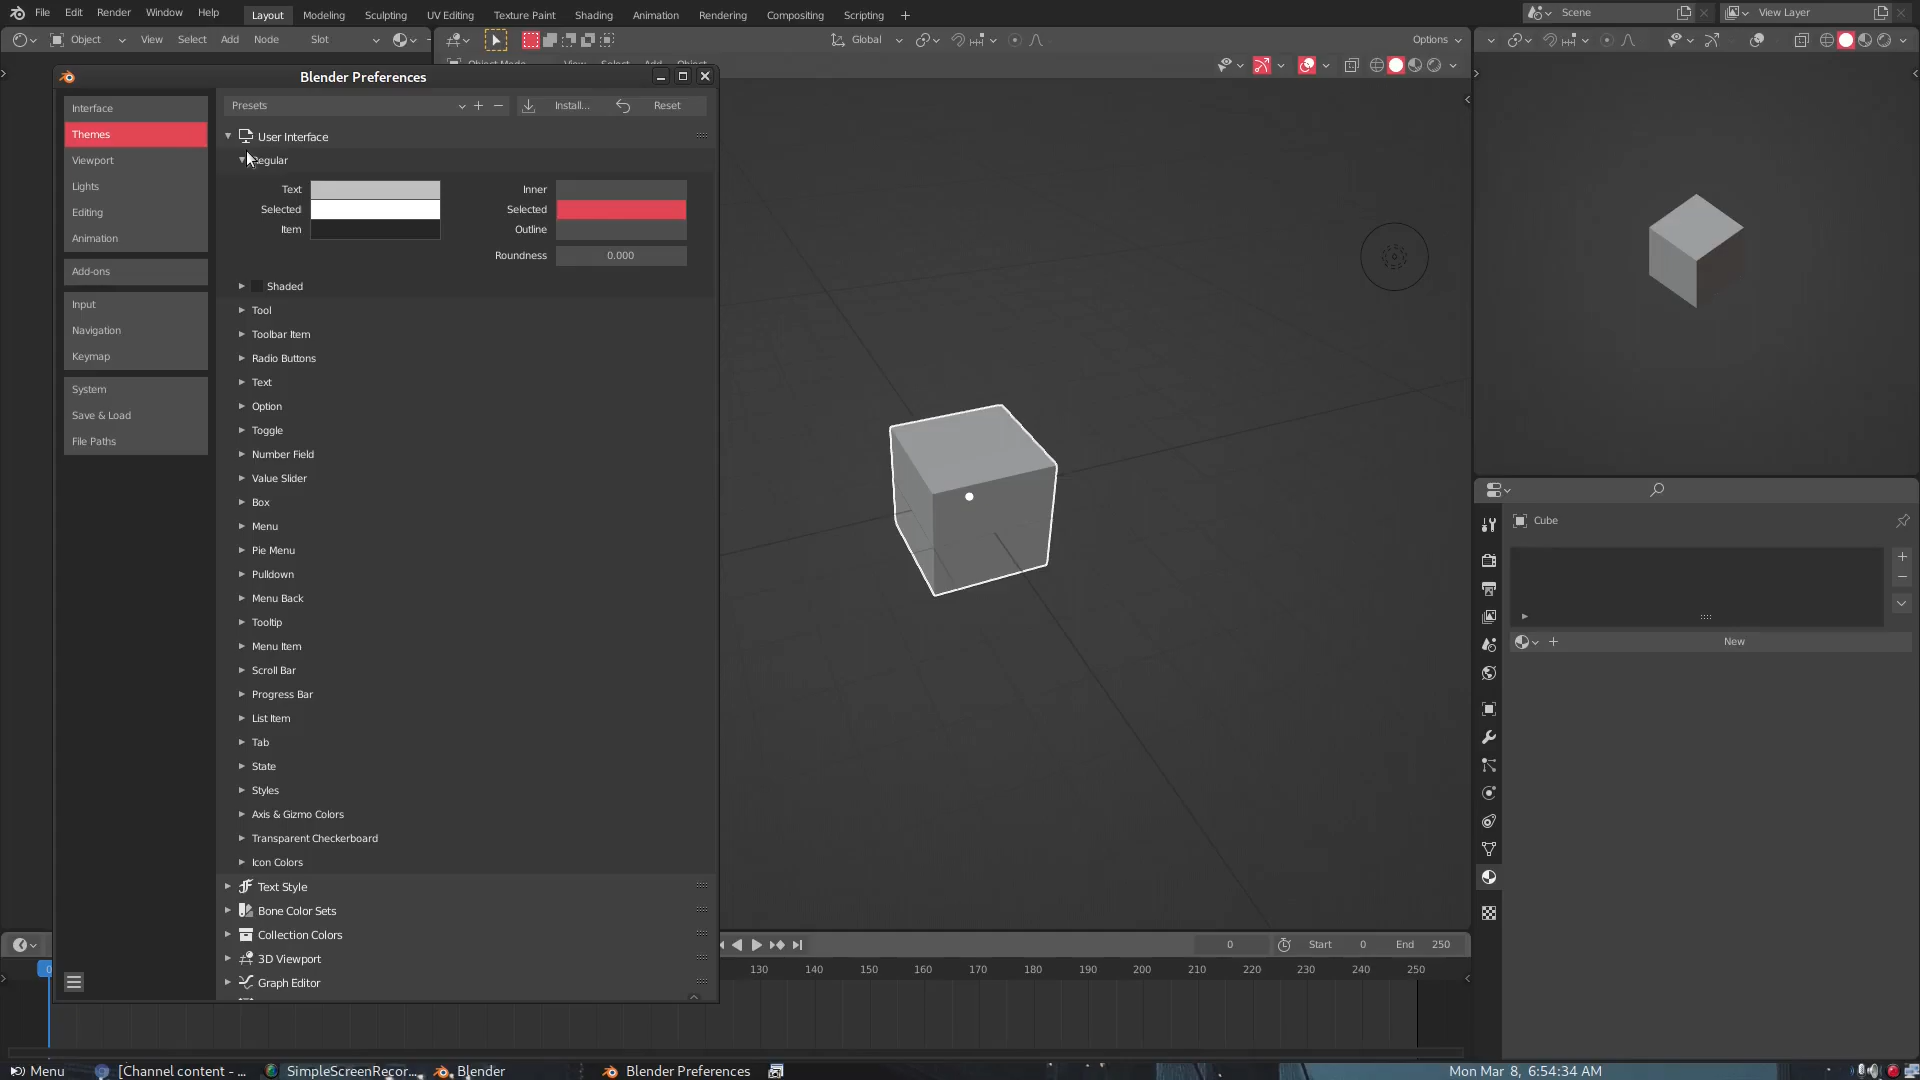 File Edit Render Window Help Layout Modeling Sculpting UV Editing Texture Paint Shading Animation Rendering Compositing Scripting + Scene View Layer
Object View Select Add Node Slot Global Options
Object Mode View Select Add Object
Blender Preferences
Interface
Themes
Viewport
Lights
Editing
Animation
Add-ons
Input
Navigation
Keymap
System
Save & Load
File Paths
Presets Install... Reset
User Interface
Regular
Text Inner
Selected Selected
Item Outline
Roundness 0.000
Shaded
Tool
Toolbar Item
Radio Buttons
Text
Option
Toggle
Number Field
Value Slider
Box
Menu
Pie Menu
Pulldown
Menu Back
Tooltip
Menu Item
Scroll Bar
Progress Bar
List Item
Tab
State
Styles
Axis & Gizmo Colors
Transparent Checkerboard
Icon Colors
Text Style
Bone Color Sets
Collection Colors
3D Viewport
Graph Editor
Cube
New
0 Start 0 End 250
0 130 140 150 160 170 180 190 200 210 220 230 240 250
Menu [Channel content - ... SimpleScreenRecor... Blender Blender Preferences Mon Mar 8, 6:54:34 AM